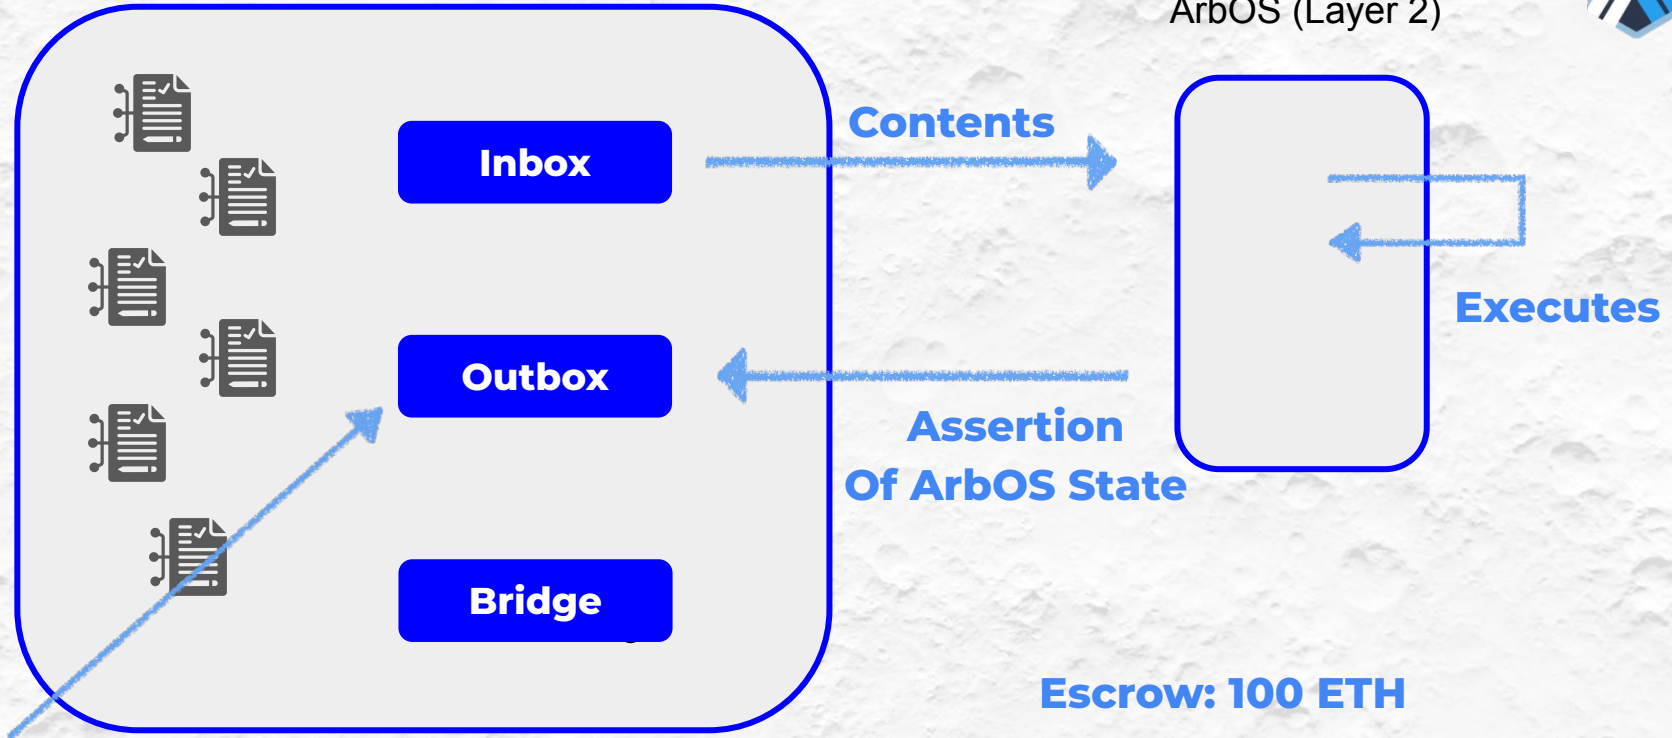 ArbOS (Layer 2)
Contents
Inbox
Executes
Outbox
Assertion
Of ArbOS State
Bridge
Escrow: 100 ETH